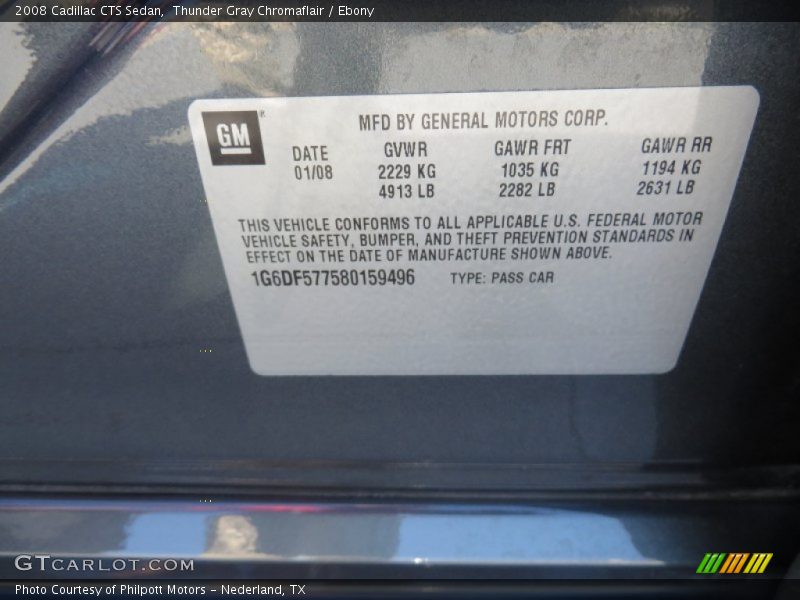 2008 Cadillac CTS Sedan, Thunder Gray Chromaflair / Ebony
GM
MFD BY GENERAL MOTORS CORP.
DATE GVWR GAWR FRT GAWR RR
01/08 2229 KG 1035 KG 1194 KG
4913 LB 2282 LB 2631 LB
THIS VEHICLE CONFORMS TO ALL APPLICABLE U.S. FEDERAL MOTOR
VEHICLE SAFETY, BUMPER, AND THEFT PREVENTION STANDARDS IN
EFFECT ON THE DATE OF MANUFACTURE SHOWN ABOVE.
1G6DF577580159496 TYPE: PASS CAR
GTCARLOT.COM
Photo Courtesy of Philpott Motors – Nederland, TX